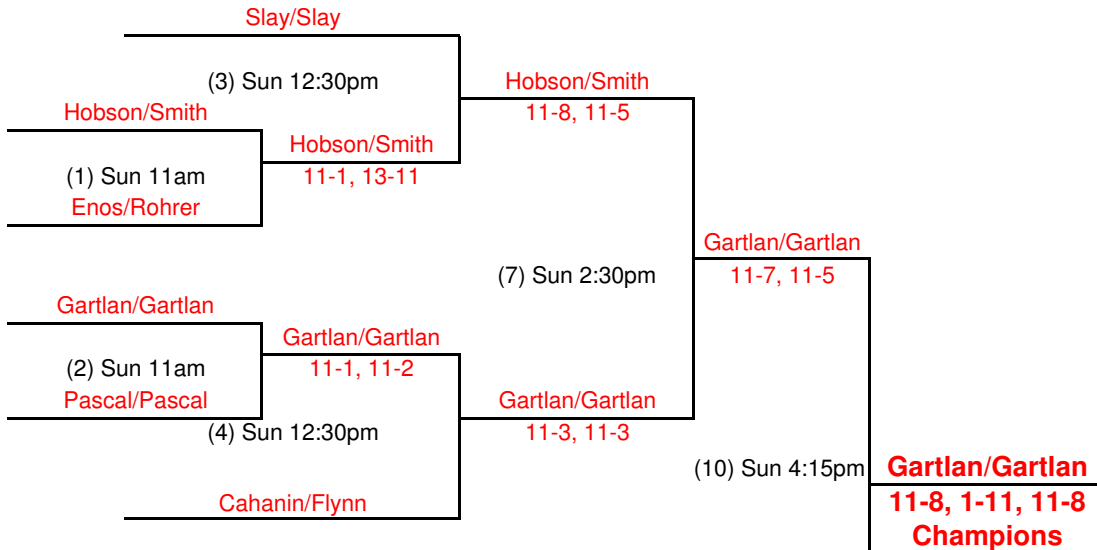 Slay/Slay
(3) Sun 12:30pm
Hobson/Smith
11-8, 11-5
Hobson/Smith
Hobson/Smith
(1) Sun 11am
11-1, 13-11
Enos/Rohrer
Gartlan/Gartlan
(7) Sun 2:30pm
11-7, 11-5
Gartlan/Gartlan
Gartlan/Gartlan
(2) Sun 11am
11-1, 11-2
Pascal/Pascal
Gartlan/Gartlan
(4) Sun 12:30pm
11-3, 11-3
(10) Sun 4:15pm
Gartlan/Gartlan
Cahanin/Flynn
11-8, 1-11, 11-8
Champions